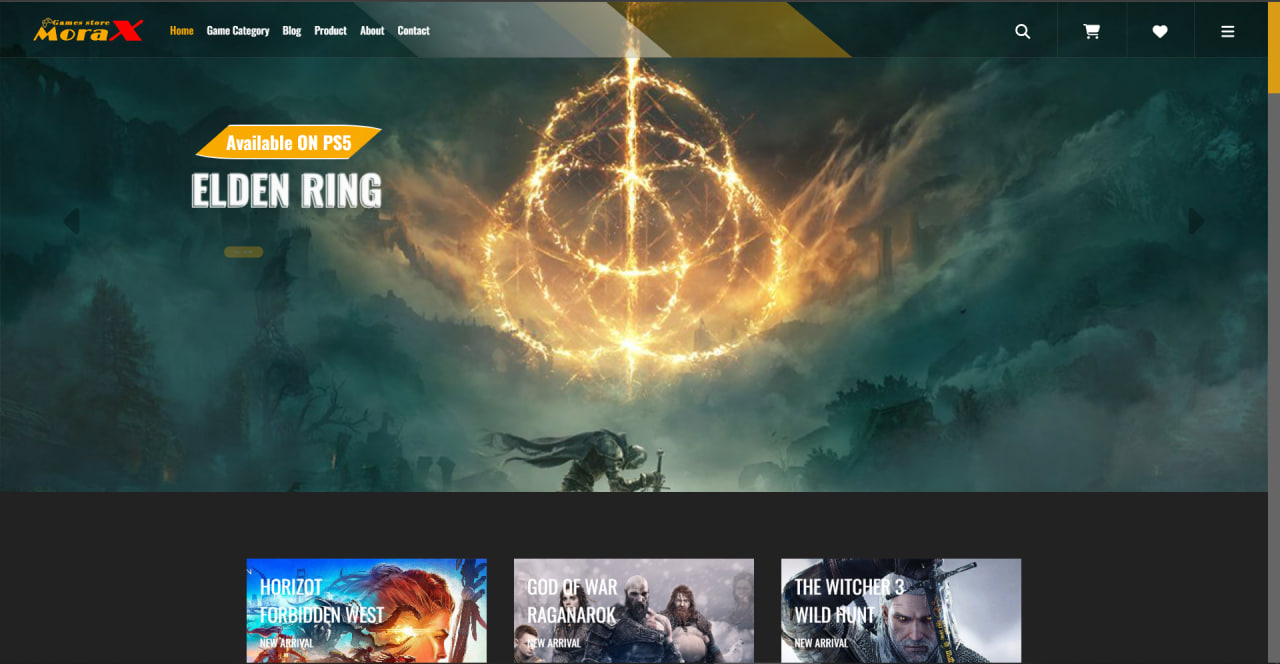 Games store
MoraX
Home Game Category Blog Product About Contact
Available ON PS5
ELDEN RING
HORIZOT
FORBIDDEN WEST
NEW ARRIVAL
GOD OF WAR
RAGANAROK
NEW ARRIVAL
THE WITCHER 3
WILD HUNT
NEW ARRIVAL